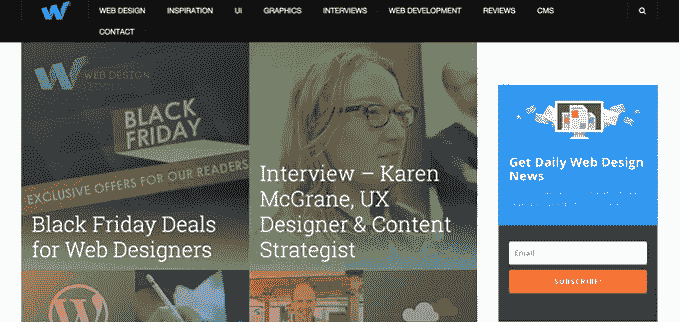 WEB DESIGN INSPIRATION UI GRAPHICS INTERVIEWS WEB DEVELOPMENT REVIEWS CMS
CONTACT
WEB DESIGN
BLACK
FRIDAY
EXCLUSIVE OFFERS FOR OUR READERS
Black Friday Deals
for Web Designers
Interview – Karen
McGrane, UX
Designer & Content
Strategist
Get Daily Web Design
News
Email
SUBSCRIBE!